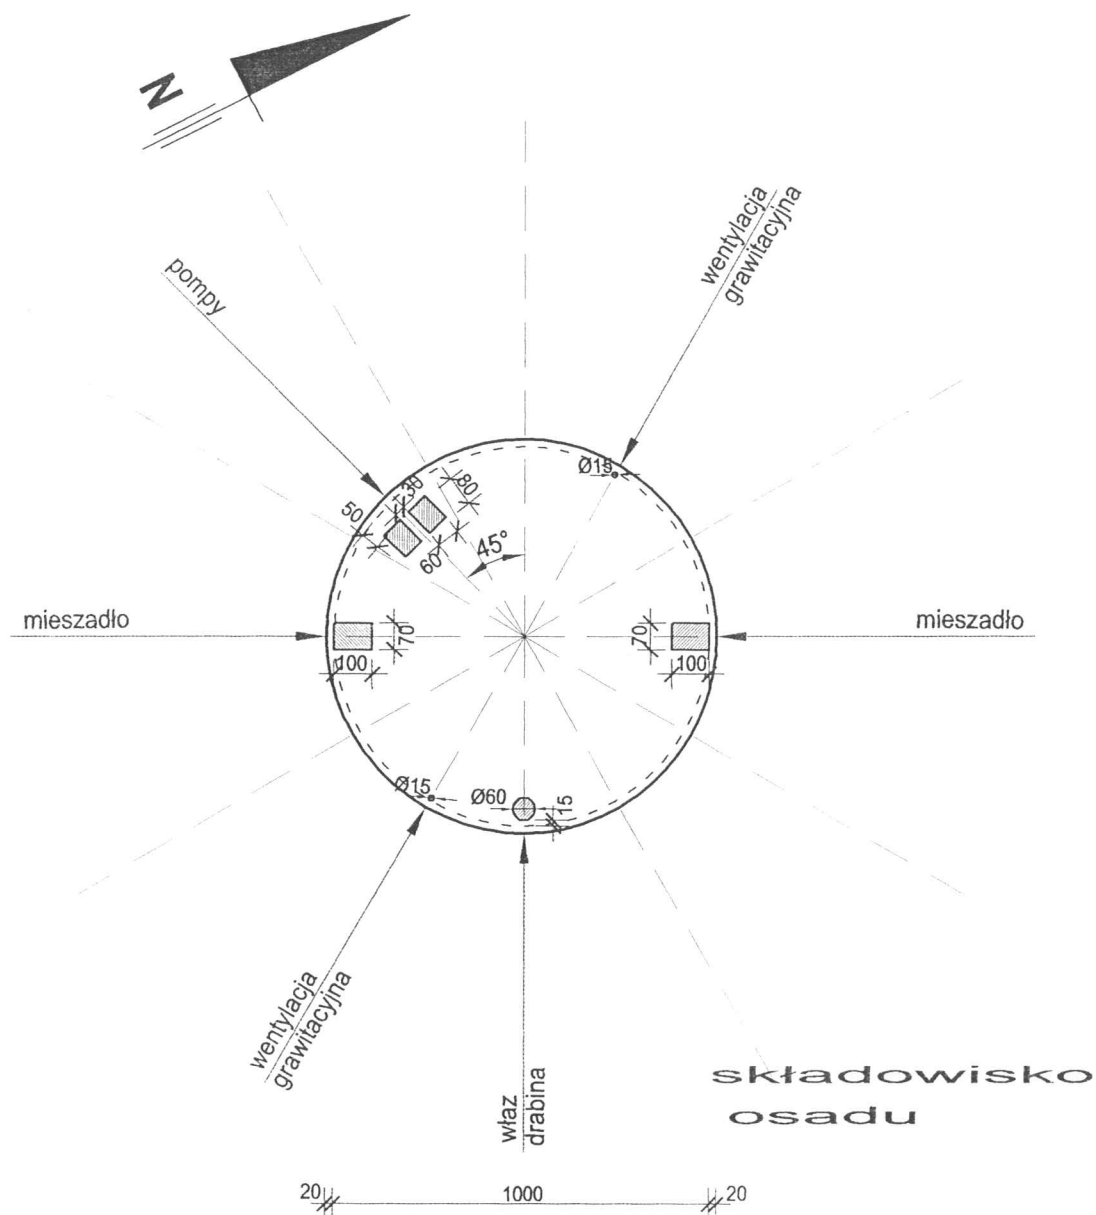 N
wentylacja
grawitacyjna
pompy
Ø15
30
80
50
60
45°
mieszadło
70
100
70
100
mieszadło
Ø15
Ø60
15
wentylacja
grawitacyjna
właz
drabina
składowisko
osadu
20
1000
20